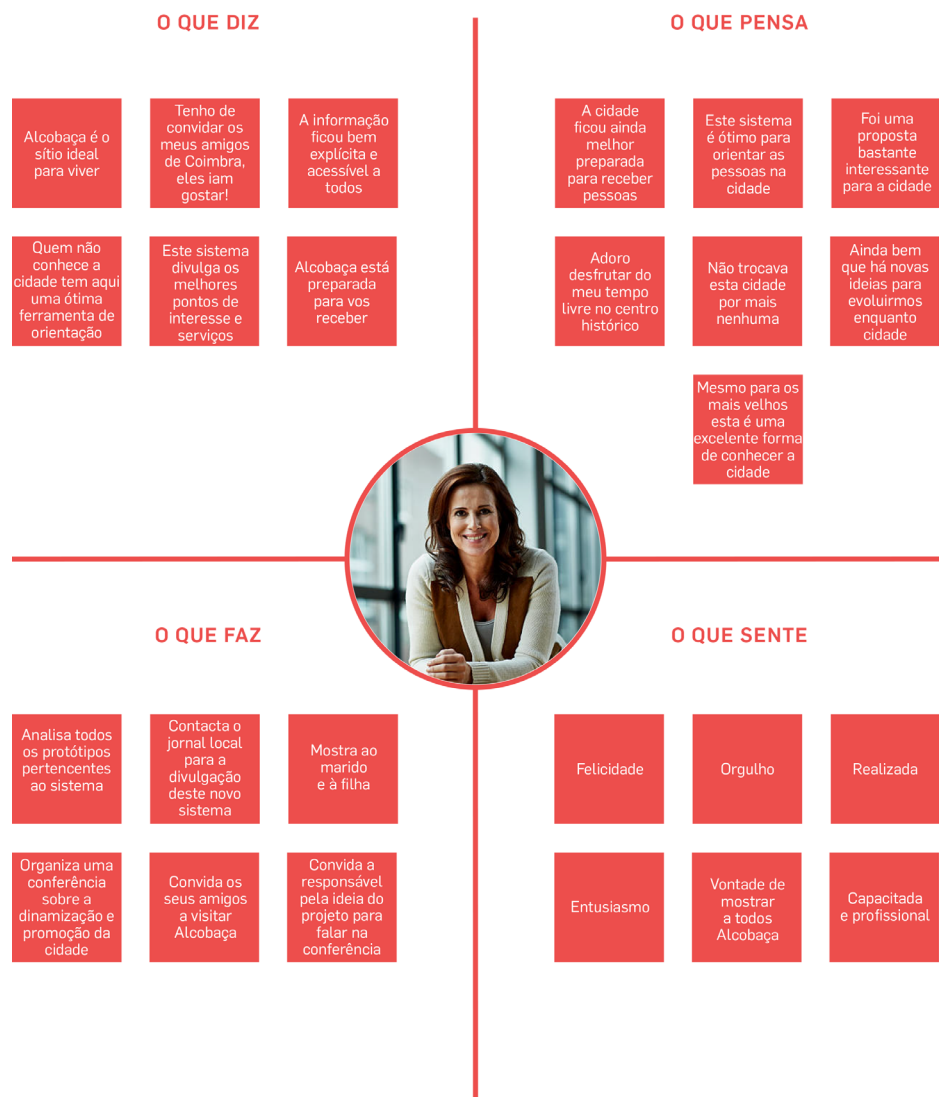 O QUE DIZ
Alcobaça é o
sítio ideal
para viver
Tenho de
convidar os
meus amigos
de Coimbra,
eles iam
gostar!
A informação
ficou bem
explícita e
acessível a
todos
Quem não
conhece a
cidade tem aqui
uma ótima
ferramenta de
orientação
Este sistema
divulga os
melhores
pontos de
interesse e
serviços
Alcobaça está
preparada
para vos
receber
O QUE PENSA
A cidade
ficou ainda
melhor
preparada
para receber
pessoas
Este sistema
é ótimo para
orientar as
pessoas na
cidade
Foi uma
proposta
bastante
interessante
para a cidade
Adoro
desfrutar do
meu tempo
livre no centro
histórico
Não trocava
esta cidade
por mais
nenhuma
Ainda bem
que há novas
ideias para
evoluirmos
enquanto
cidade
Mesmo para os
mais velhos
esta é uma
excelente forma
de conhecer a
cidade
O QUE FAZ
Analisa todos
os protótipos
pertencentes
ao sistema
Contacta o
jornal local
para a
divulgação
deste novo
sistema
Mostra ao
marido
e à filha
Organiza uma
conferência
sobre a
dinamização e
promoção da
cidade
Convida os
seus amigos
a visitar
Alcobaça
Convida a
responsável
pela ideia do
projeto para
falar na
conferência
O QUE SENTE
Felicidade
Orgulho
Realizada
Entusiasmo
Vontade de
mostrar
a todos
Alcobaça
Capacitada
e profissional